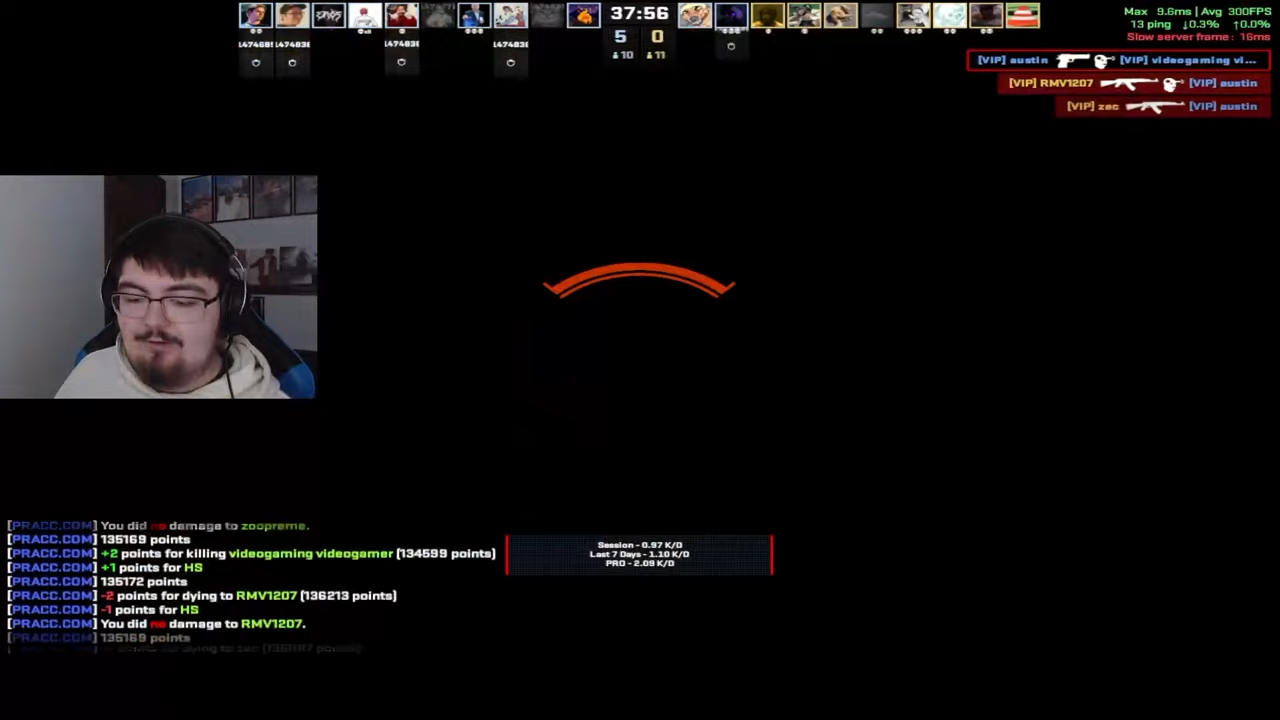 37:56
5 0
10 11
Max 9.6ms | Avg 300FPS
13 ping ↓0.3% ↑0.0%
Slow server frame: 16ms
[VIP] austin [VIP] videogaming vi...
[VIP] RMV1207 [VIP] austin
[VIP] zac [VIP] austin
[PRACC.COM] You did no damage to zoopreme.
[PRACC.COM] 135169 points
[PRACC.COM] +2 points for killing videogaming videogamer (134599 points)
[PRACC.COM] +1 points for HS
[PRACC.COM] 135172 points
[PRACC.COM] -2 points for dying to RMV1207 (136213 points)
[PRACC.COM] -1 points for HS
[PRACC.COM] You did no damage to RMV1207.
[PRACC.COM] 135169 points
Session - 0.97 K/D
Last 7 Days - 1.10 K/D
PRO - 2.09 K/D